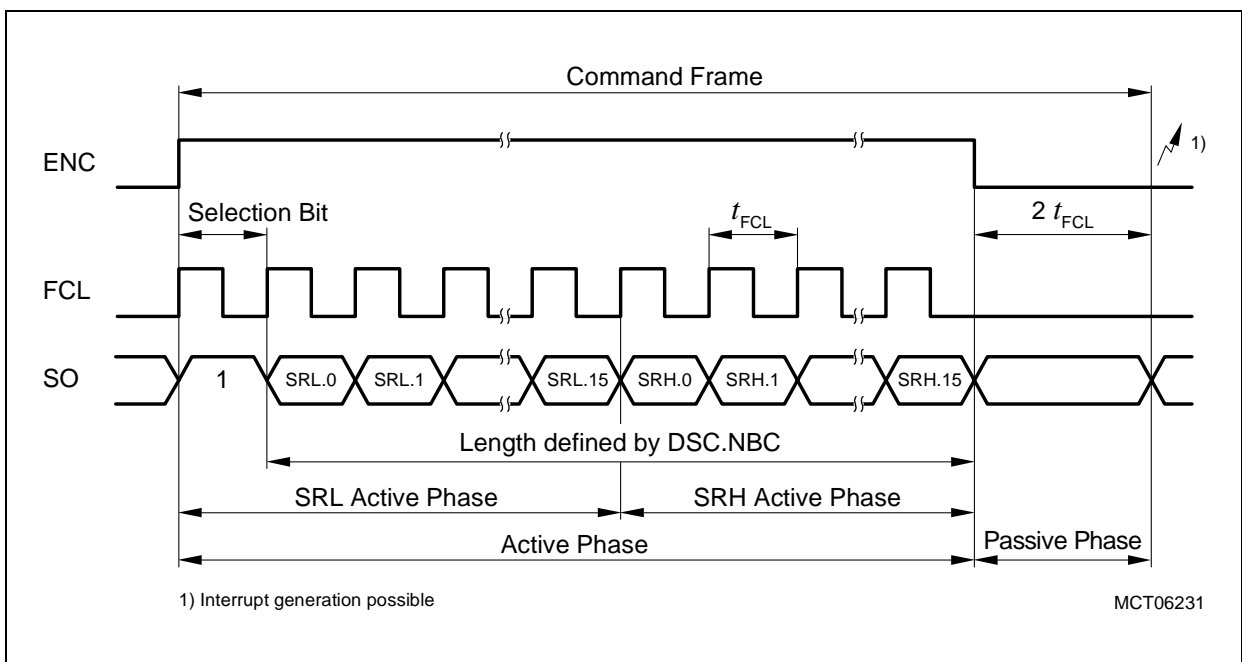 Command Frame
ENC
1)
Selection Bit
tFCL
2 tFCL
FCL
SO
1
SRL.0
SRL.1
SRL.15
SRH.0
SRH.1
SRH.15
Length defined by DSC.NBC
SRL Active Phase
SRH Active Phase
Active Phase
Passive Phase
1) Interrupt generation possible
MCT06231